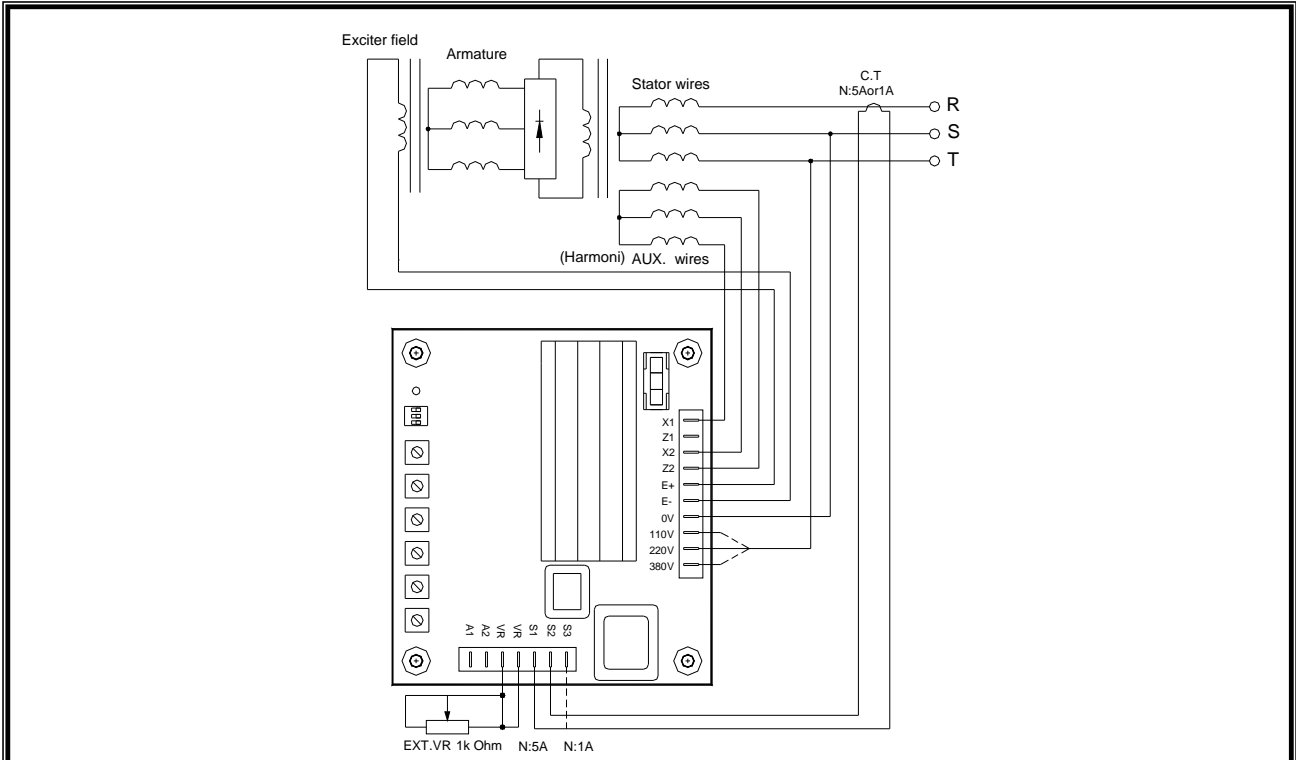 Exciter field
Armature
Stator wires
C.T
N:5Aor1A
R
S
T
(Harmoni) AUX. wires
X1
Z1
X2
Z2
E+
E-
0V
110V
220V
380V
A1
A2
VR
VR
S1
S2
S3
EXT.VR 1k Ohm
N:5A
N:1A